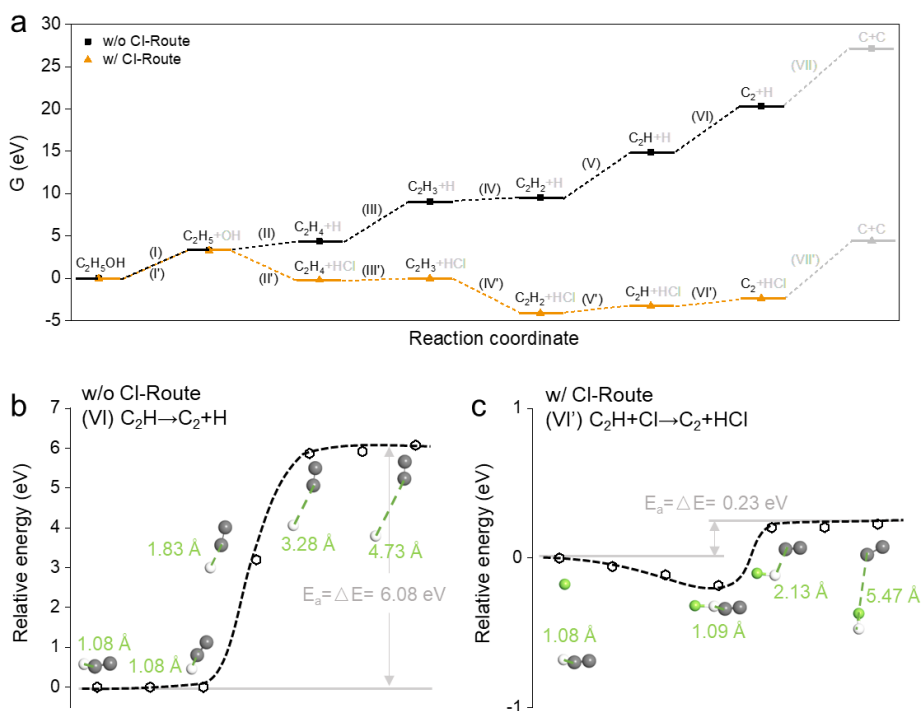 a
30
25
20
15
10
5
0
-5
G (eV)
w/o Cl-Route
w/ Cl-Route
C₂H₅OH
(I)
(I')
C₂H₅+OH
(II)
C₂H₄+H
(III)
C₂H₃+H
(IV)
C₂H₂+H
(V)
C₂H+H
(VI)
C₂+H
(VII)
C+C
(II')
C₂H₄+HCl
(III')
C₂H₃+HCl
(IV')
C₂H₂+HCl
(V')
C₂H+HCl
(VI')
C₂+HCl
(VII')
C+C
Reaction coordinate
b
w/o Cl-Route
(VI) C₂H→C₂+H
7
6
5
4
3
2
1
0
Relative energy (eV)
1.08 Å
1.08 Å
1.83 Å
3.28 Å
4.73 Å
Eₐ=△E= 6.08 eV
c
w/ Cl-Route
(VI') C₂H+Cl→C₂+HCl
1
0
-1
Relative energy (eV)
Eₐ=△E= 0.23 eV
1.08 Å
1.09 Å
2.13 Å
5.47 Å